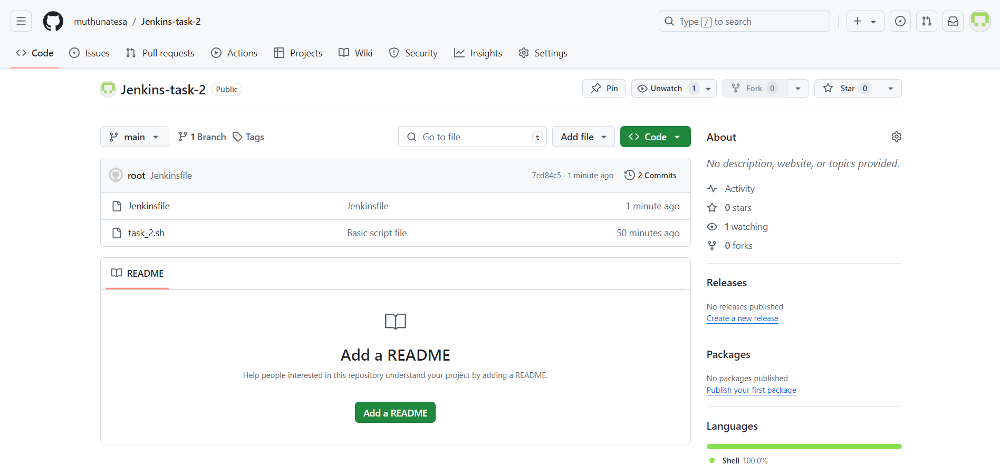 muthunatesa / Jenkins-task-2
Type / to search
Code Issues Pull requests Actions Projects Wiki Security Insights Settings
Jenkins-task-2 Public
Pin Unwatch 1 Fork 0 Star 0
main 1 Branch Tags Go to file t Add file Code
root Jenkinsfile 7cd84c5 · 1 minute ago 2 Commits
Jenkinsfile Jenkinsfile 1 minute ago
task_2.sh Basic script file 50 minutes ago
README
Add a README
Help people interested in this repository understand your project by adding a README.
Add a README
About
No description, website, or topics provided.
Activity
0 stars
1 watching
0 forks
Releases
No releases published
Create a new release
Packages
No packages published
Publish your first package
Languages
Shell 100.0%